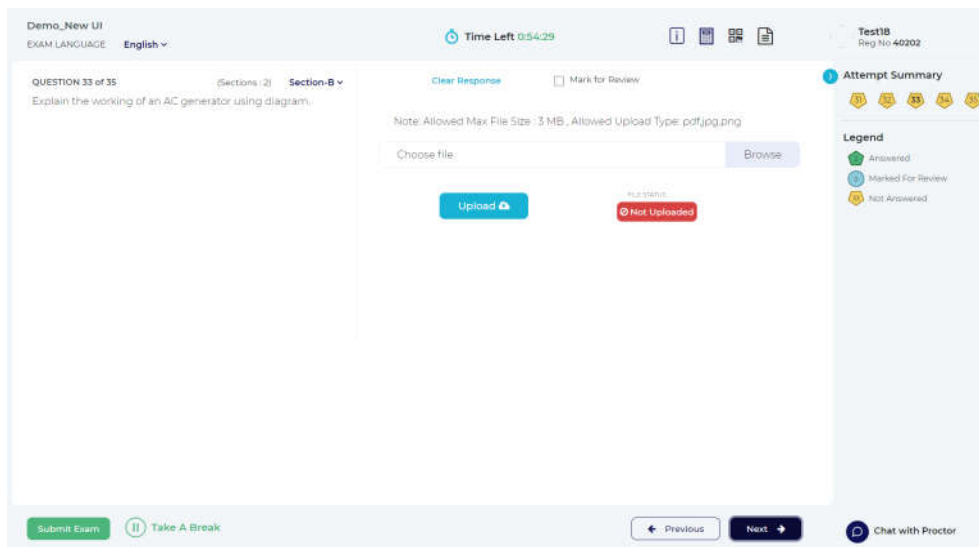 Demo_New UI
EXAM LANGUAGE English
Time Left 0:54:29
Test18
Reg No 40202
QUESTION 33 of 35 (Sections : 2) Section-B
Explain the working of an AC generator using diagram.
Clear Response Mark for Review
Note: Allowed Max File Size : 3 MB , Allowed Upload Type: pdf,jpg,png
Choose file Browse
Upload
FILE STATUS
Not Uploaded
Attempt Summary
31 32 33 34 35
Legend
Answered
Marked For Review
Not Answered
Submit Exam Take A Break Previous Next Chat with Proctor